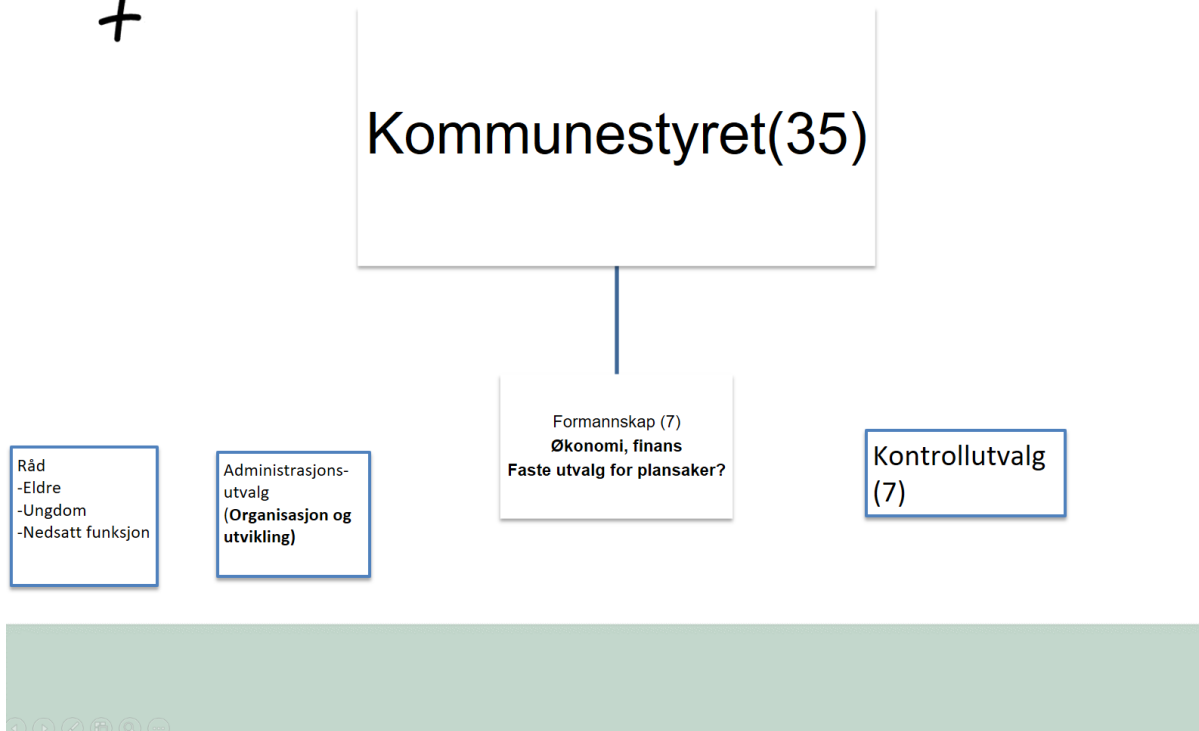 +
Kommunestyret(35)
Formannskap (7)
Økonomi, finans
Faste utvalg for plansaker?
Råd
-Eldre
-Ungdom
-Nedsatt funksjon
Administrasjons-
utvalg
(Organisasjon og
utvikling)
Kontrollutvalg
(7)